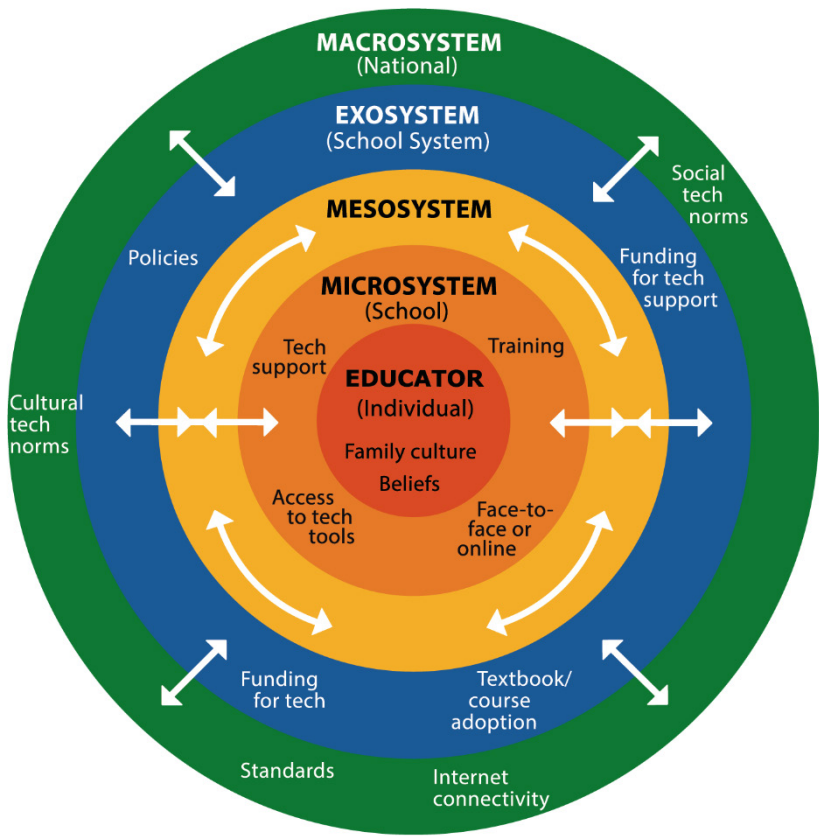 MACROSYSTEM
(National)
EXOSYSTEM
(School System)
Social
tech
norms
MESOSYSTEM
Policies
Funding
for tech
support
MICROSYSTEM
(School)
Tech
support
Training
EDUCATOR
(Individual)
Cultural
tech
norms
Family culture
Beliefs
Access
to tech
tools
Face-to-
face or
online
Funding
for tech
Textbook/
course
adoption
Standards
Internet
connectivity